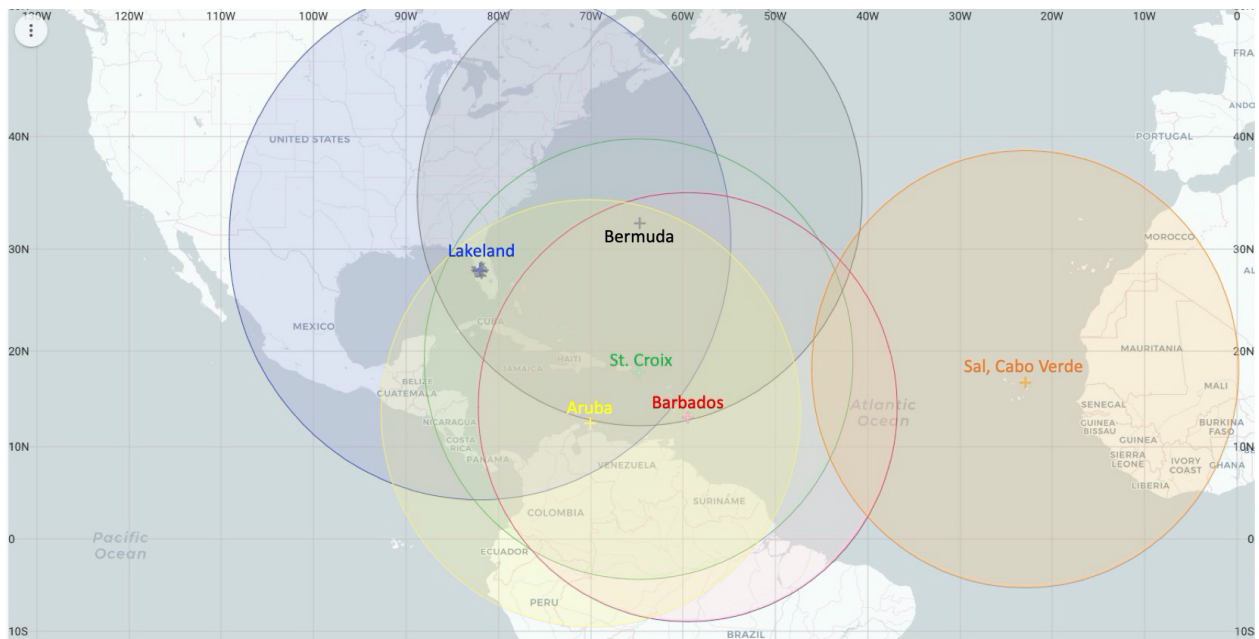 120W 110W 100W 90W 80W 70W 60W 50W 40W 30W 20W 10W 0
FRA
ANDO
40N UNITED STATES PORTUGAL 40N
Bermuda
MOROCCO
30N Lakeland 30N
AL
MEXICO CUBA
20N HAITI St. Croix MAURITANIA 20N
JAMAICA Sal, Cabo Verde
BELIZE MALI
GUATEMALA Aruba Barbados Atlantic
Ocean SENEGAL
NICARAGUA GUINEA-
BISSAU BURKINA
FASO
COSTA
RICA GUINEA
10N PANAMA SIERRA
LEONE IVORY
COAST GHANA 10N
VENEZUELA
LIBERIA
SURINAME
COLOMBIA
Pacific
Ocean
0 0
ECUADOR
PERU
10S BRAZIL 10S